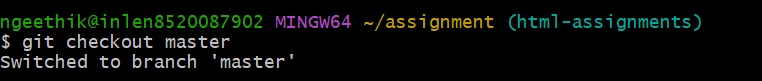 ngeethik@inlen8520087902 MINGW64 ~/assignment (html-assignments)
$ git checkout master
Switched to branch 'master'